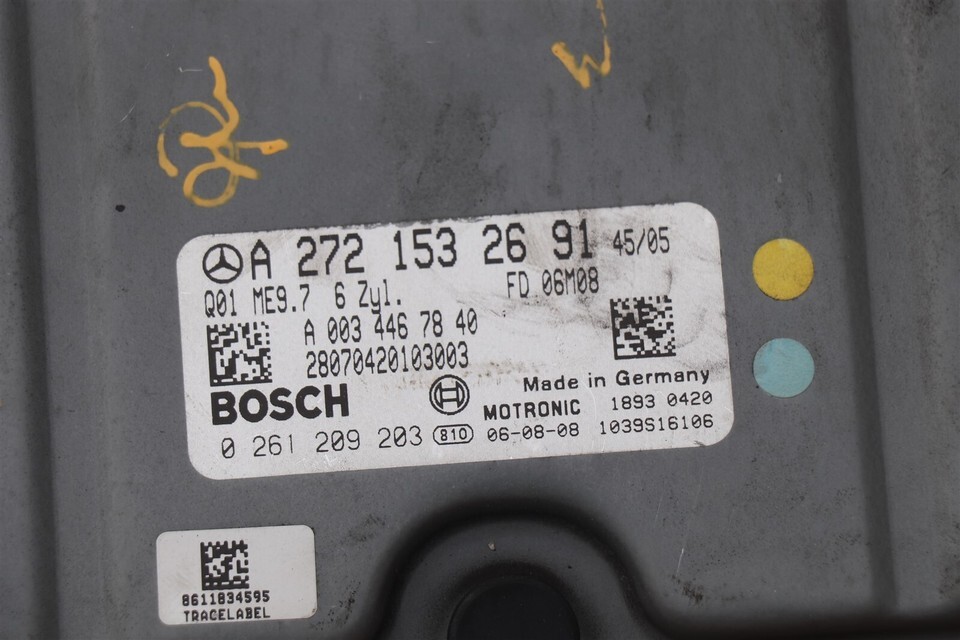 W
A 272 153 26 91 45/05
Q01 ME9.7 6 Zyl. FD 06M08
A 003 446 78 40
28070420103003
BOSCH
Made in Germany
MOTRONIC 1893 0420
0 261 209 203 810 06-08-08 1039S16106
8611834595
TRACELABEL